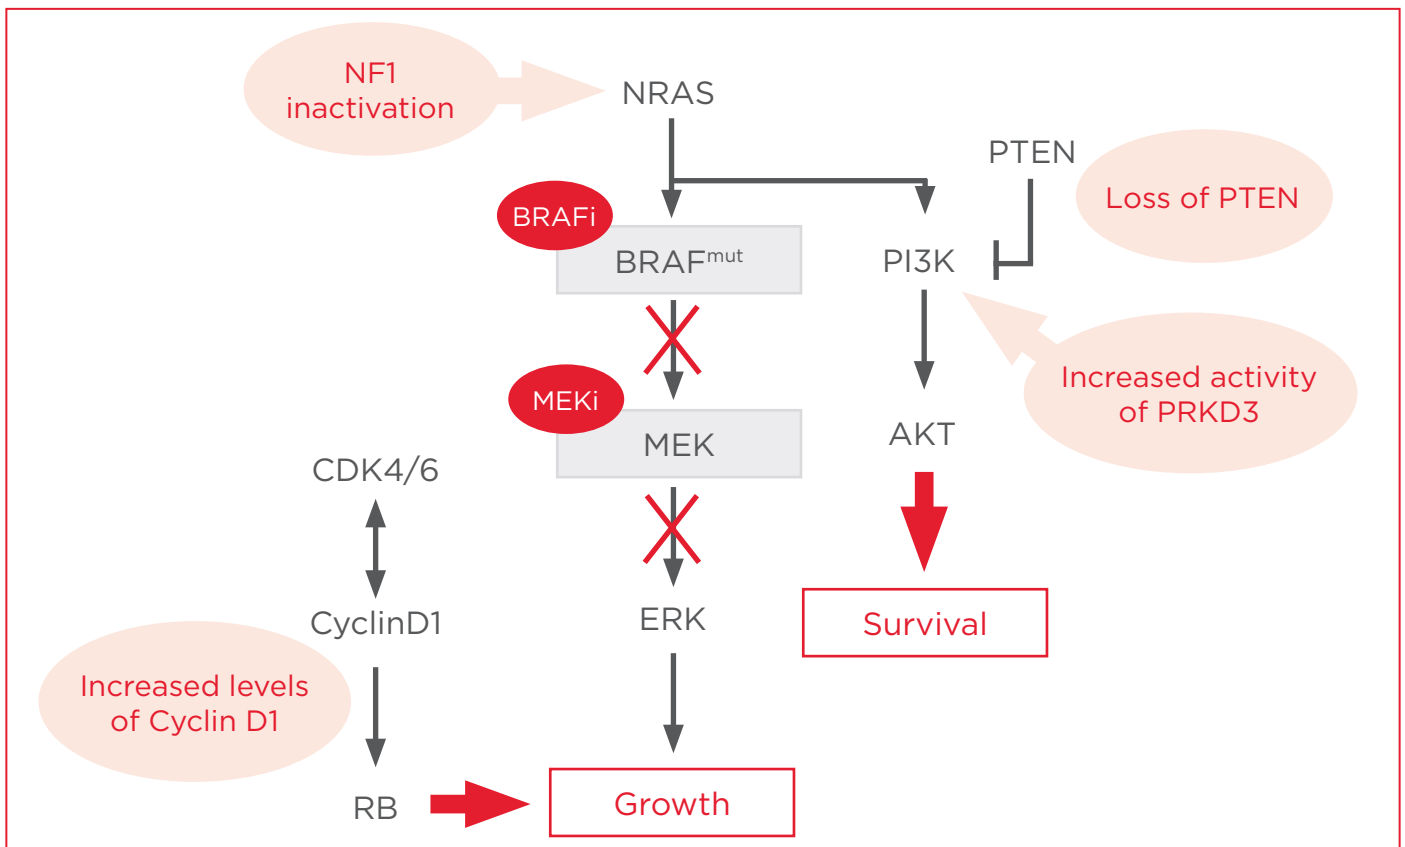 NF1
inactivation
NRAS
PTEN
Loss of PTEN
BRAFi
BRAFmut
PI3K
MEKi
MEK
Increased activity
of PRKD3
AKT
CDK4/6
CyclinD1
ERK
Survival
Increased levels
of Cyclin D1
RB
Growth